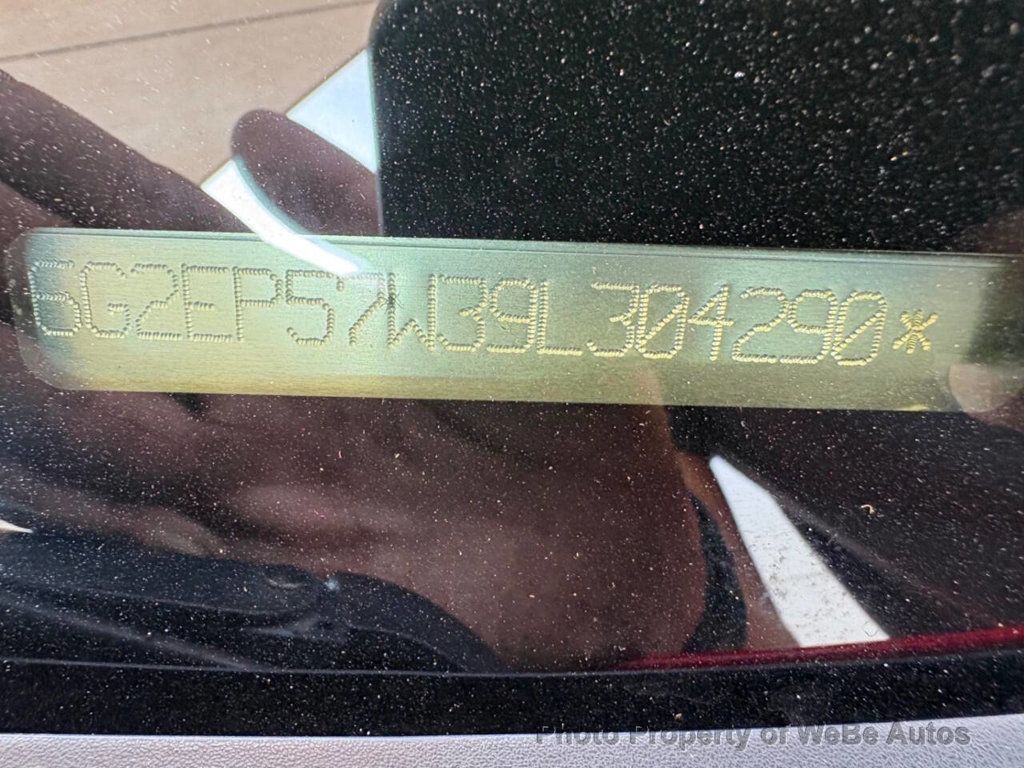 6G2EP57W39L304290*
Photo Property of WeBe Autos